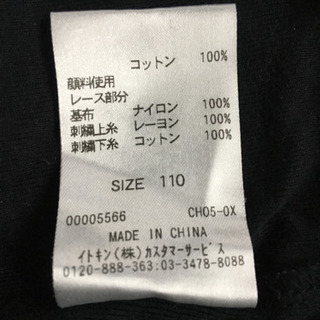 コットン 100%
顔料使用
レース部分
基布 ナイロン 100%
刺繍上糸 レーヨン 100%
刺繍下糸 コットン 100%
SIZE 110
00005566 CH05-0X
MADE IN CHINA
イトキン(株)カスタマーサービス
0120-888-363;03-3478-8088